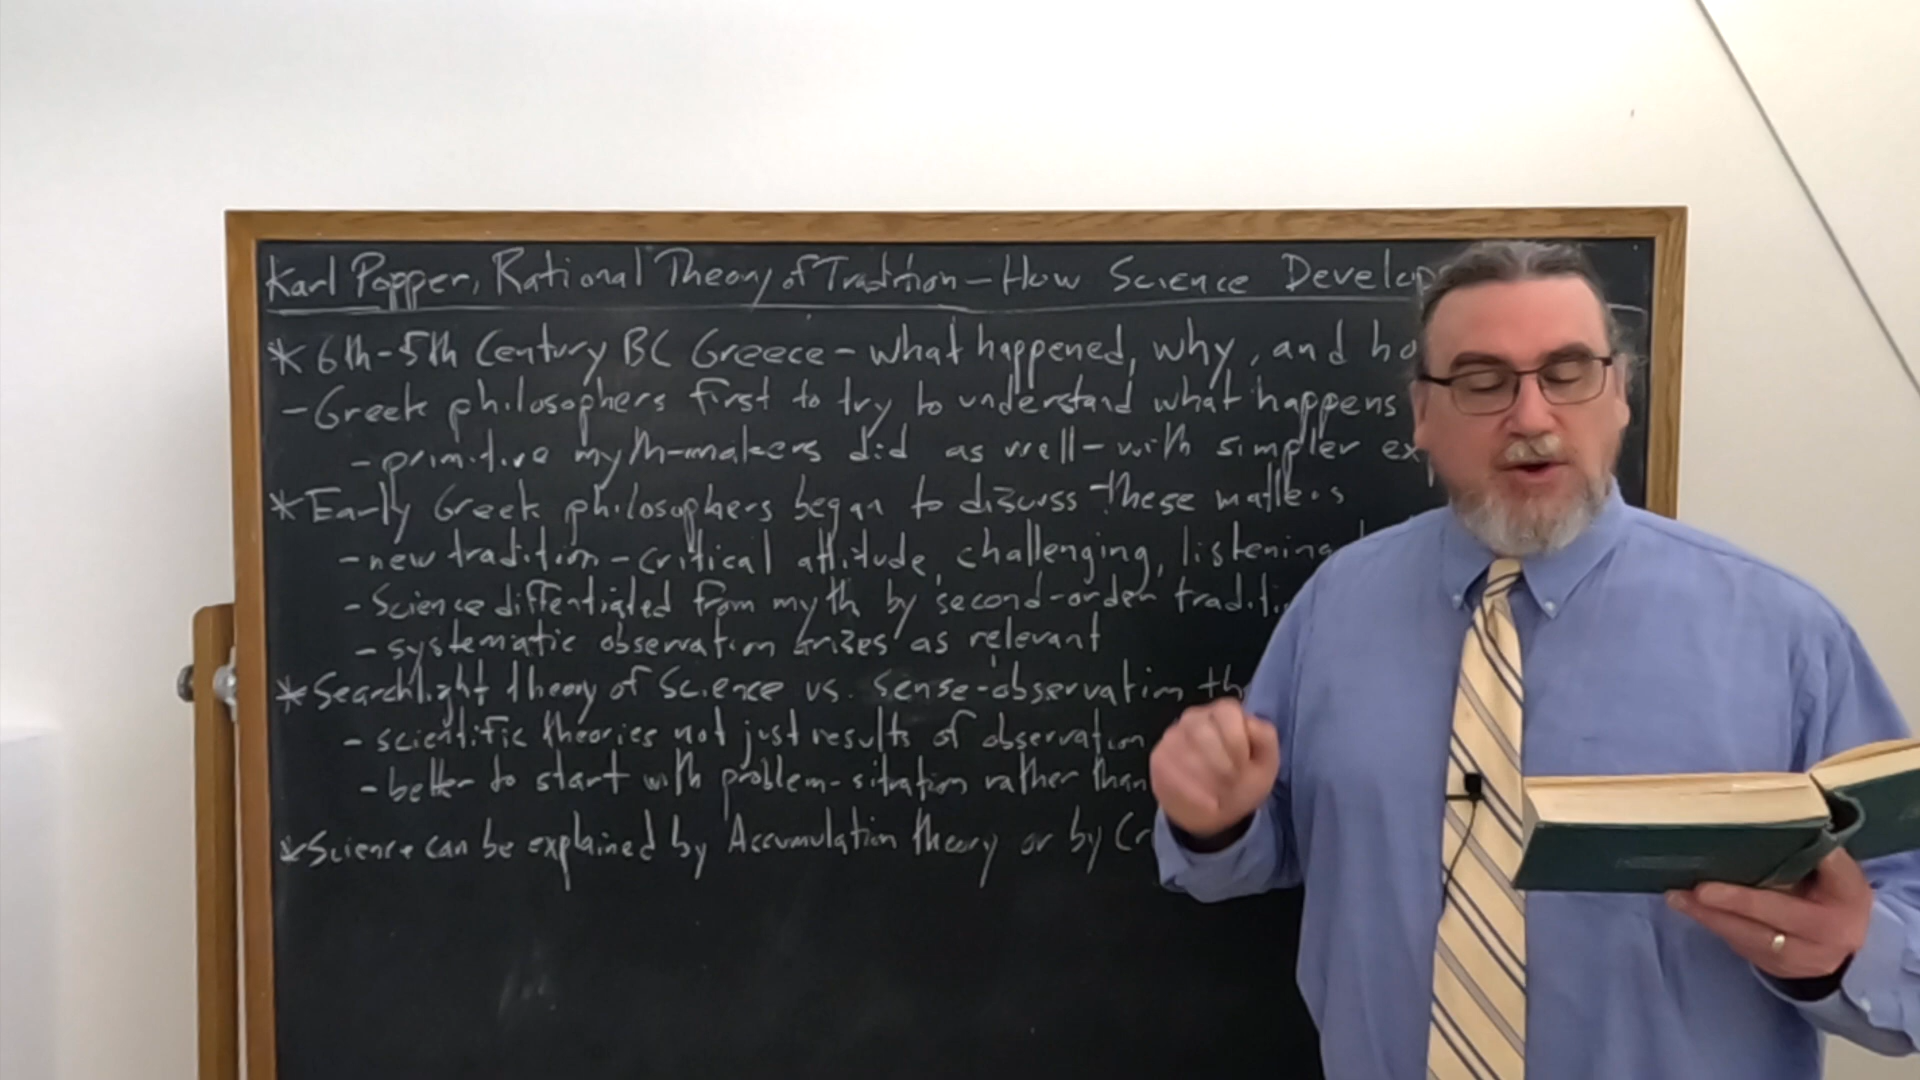 Karl Popper, Rational Theory of Tradition - How Science Develop
* 6th-5th Century BC Greece - what happened, why, and ho
- Greek philosophers first to try to understand what happens
- primitive myth-makers did as well - with simpler ex
* Early Greek philosophers began to discuss these matters
- new tradition - critical attitude, challenging, listening
- Science differntiated from myth by second-order traditi
- systematic observation arises as relevant
* Searchlight theory of Science vs. sense-observation th
- scientific theories not just results of observation
- better to start with problem-sitration rather than
* Science can be explained by Accumulation theory or by Cr